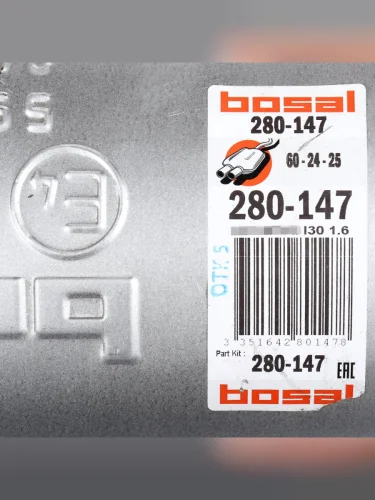 bosal
280-147
60-24-25
280-147
I30 1.6
OTK 5
3 351642 801478
Part Kit : 280-147
EAC
bosal
E4